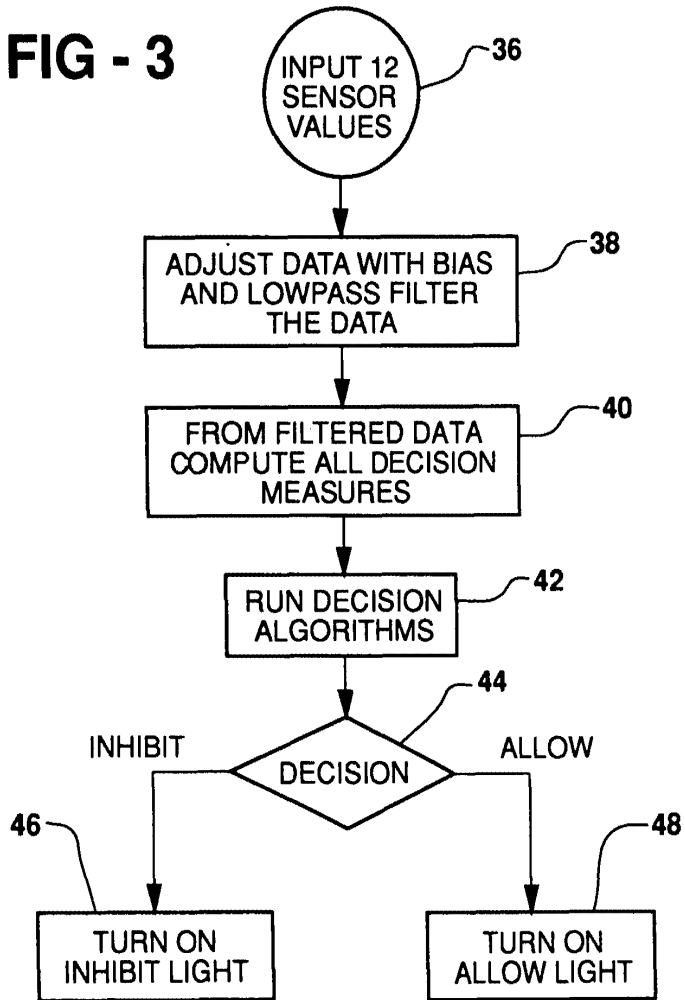 FIG - 3
INPUT 12
SENSOR
VALUES
36
ADJUST DATA WITH BIAS
AND LOWPASS FILTER
THE DATA
38
FROM FILTERED DATA
COMPUTE ALL DECISION
MEASURES
40
RUN DECISION
ALGORITHMS
42
44
INHIBIT
DECISION
ALLOW
46
48
TURN ON
INHIBIT LIGHT
TURN ON
ALLOW LIGHT